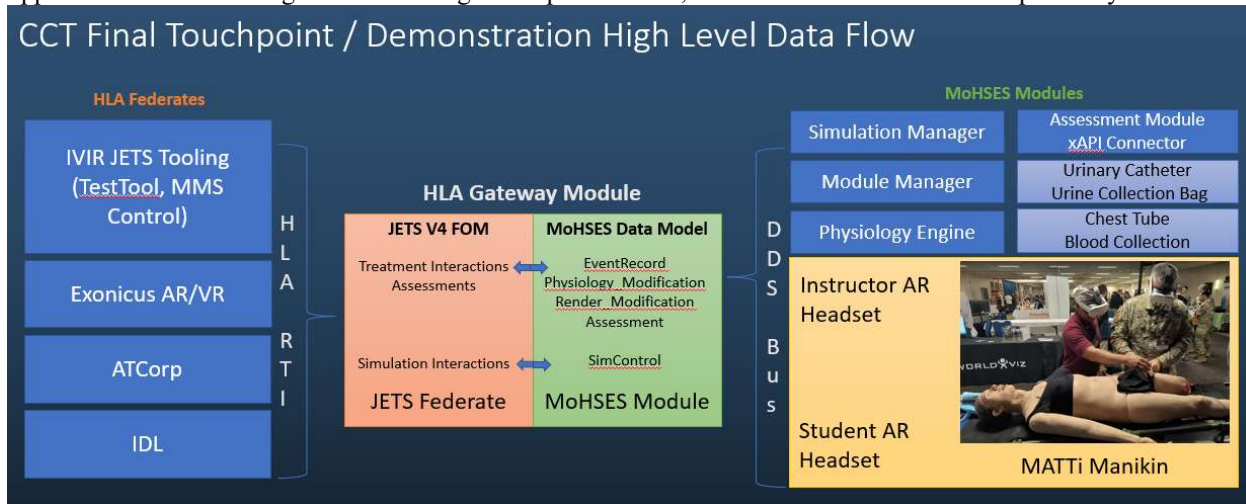 CCT Final Touchpoint / Demonstration High Level Data Flow
HLA Federates
IVIR JETS Tooling
(TestTool, MMS
Control)
Exonicus AR/VR
ATCorp
IDL
H
L
A
R
T
I
HLA Gateway Module
JETS V4 FOM
Treatment Interactions
Assessments
Simulation Interactions
JETS Federate
MoHSES Data Model
EventRecord
Physiology_Modification
Render_Modification
Assessment
SimControl
MoHSES Module
D
D
S
B
u
s
MoHSES Modules
Simulation Manager
Assessment Module
xAPI Connector
Module Manager
Urinary Catheter
Urine Collection Bag
Physiology Engine
Chest Tube
Blood Collection
Instructor AR
Headset
WORLDVIZ
Student AR
Headset
MATTi Manikin